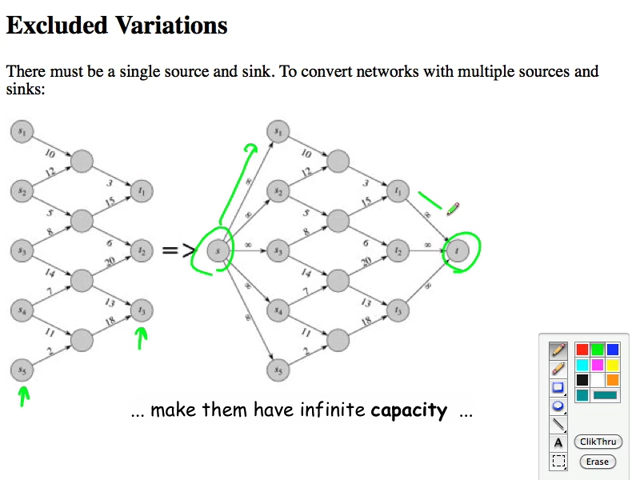 Excluded Variations
There must be a single source and sink. To convert networks with multiple sources and
sinks:
s1
10
12
s2
5
8
s3
14
7
s4
11
2
s5
3
15
t1
6
20
t2
13
18
t3
=>
s
∞
∞
∞
∞
∞
s1
10
12
s2
5
8
s3
14
7
s4
11
2
s5
3
15
t1
6
20
t2
13
18
t3
∞
∞
∞
t
... make them have infinite capacity ...
A
ClikThru
Erase